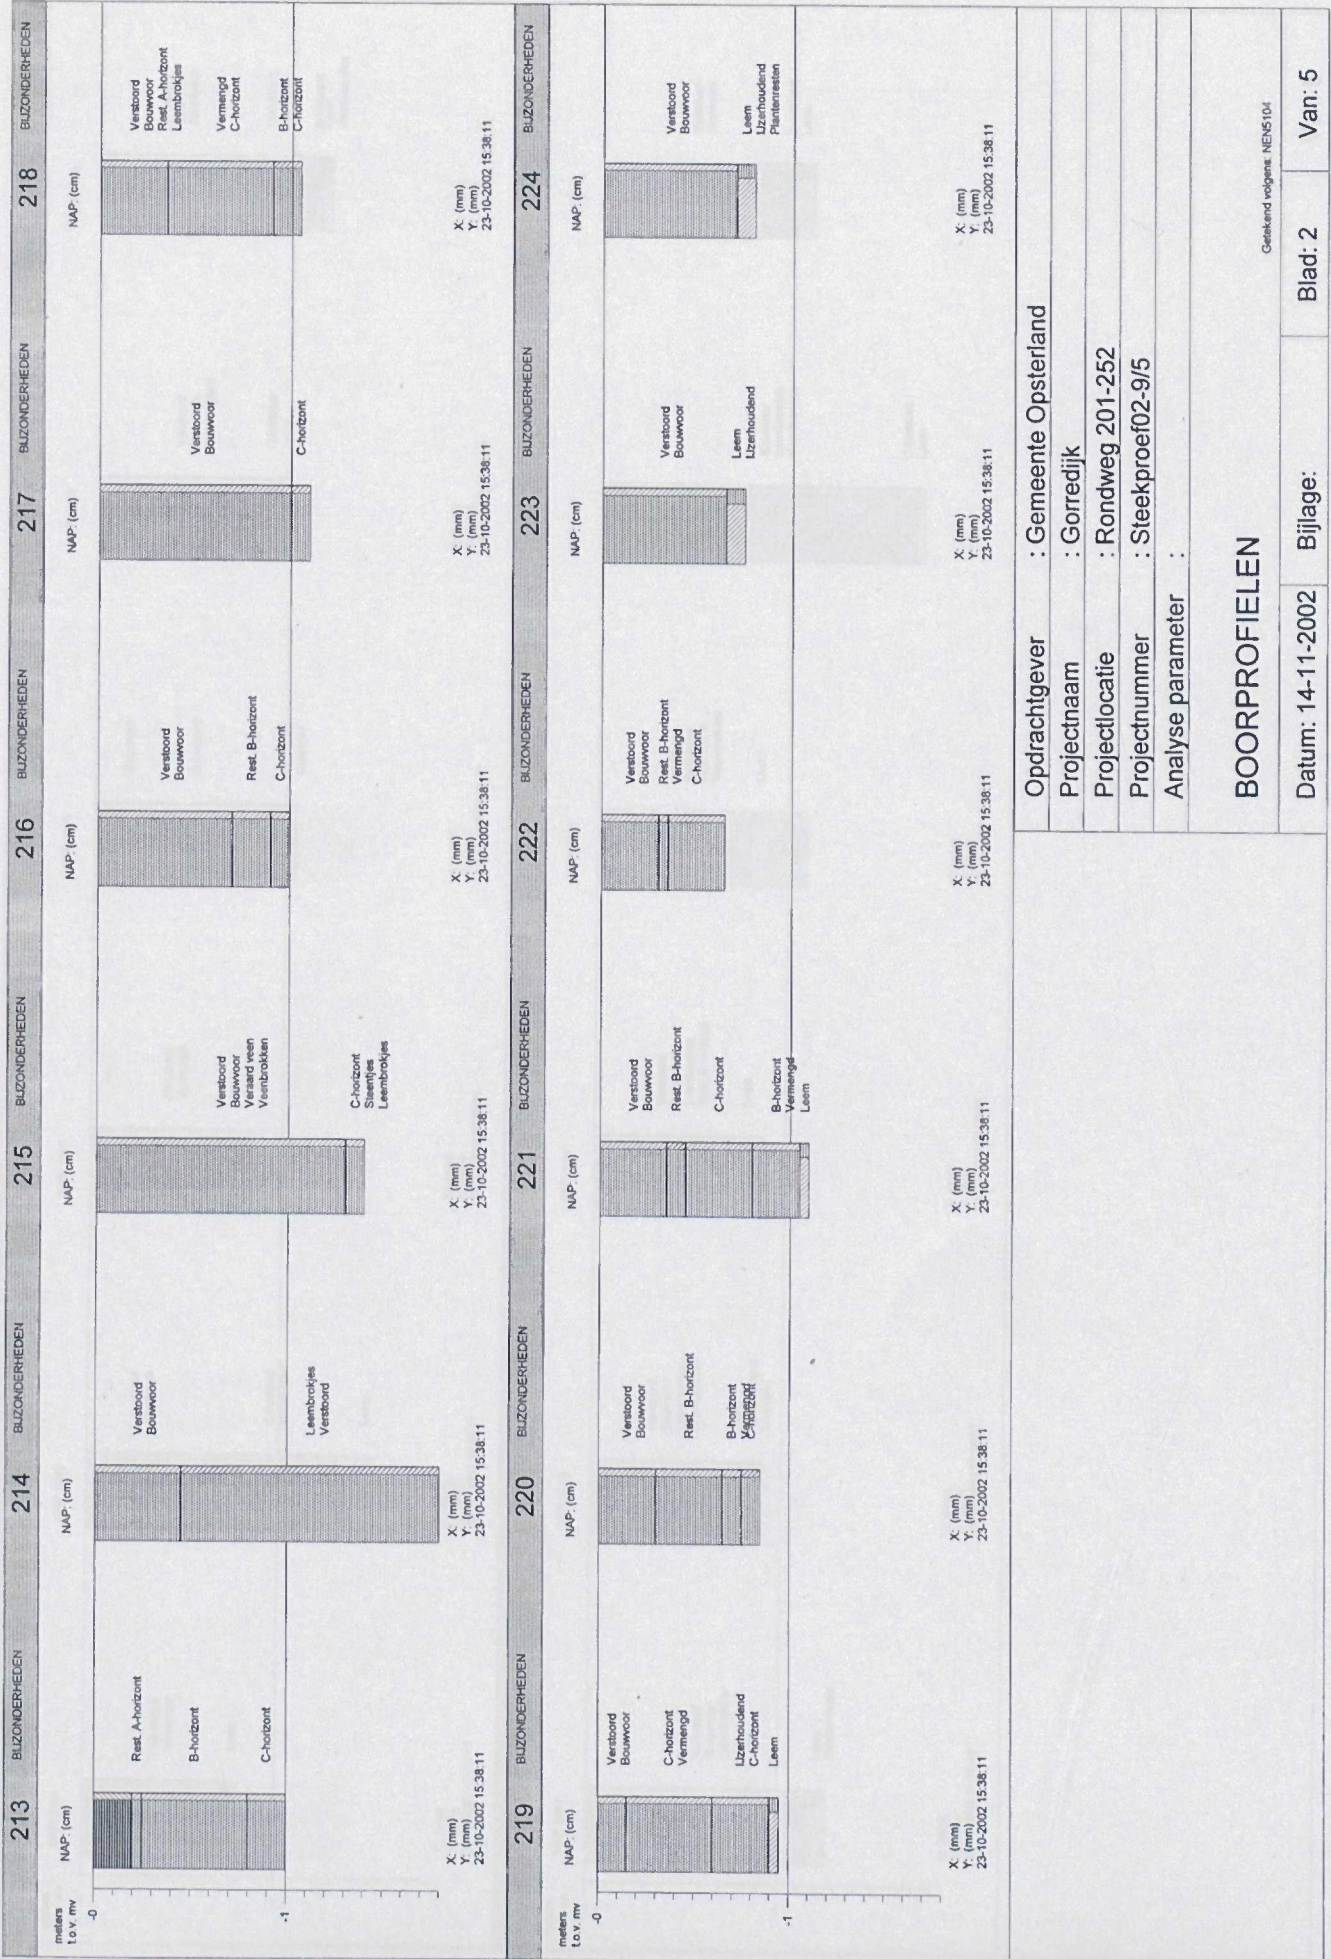 213 BIJZONDERHEDEN
214 BIJZONDERHEDEN
215 BIJZONDERHEDEN
216 BIJZONDERHEDEN
217 BIJZONDERHEDEN
218 BIJZONDERHEDEN
meters
t.o.v. mv
-0
-1
NAP: (cm)
Rest. A-horizont
B-horizont
C-horizont
X: (mm)
Y: (mm)
23-10-2002 15:38:11
NAP: (cm)
Verstoord
Bouwvoor
Leembrokjes
Verstoord
X: (mm)
Y: (mm)
23-10-2002 15:38:11
NAP: (cm)
Verstoord
Bouwvoor
Veraard veen
Veenbrokken
C-horizont
Steentjes
Leembrokjes
X: (mm)
Y: (mm)
23-10-2002 15:38:11
NAP: (cm)
Verstoord
Bouwvoor
Rest. B-horizont
C-horizont
X: (mm)
Y: (mm)
23-10-2002 15:38:11
NAP: (cm)
Verstoord
Bouwvoor
C-horizont
X: (mm)
Y: (mm)
23-10-2002 15:38:11
NAP: (cm)
Verstoord
Bouwvoor
Rest. A-horizont
Leembrokjes
Vermengd
C-horizont
B-horizont
C-horizont
X: (mm)
Y: (mm)
23-10-2002 15:38:11
219 BIJZONDERHEDEN
220 BIJZONDERHEDEN
221 BIJZONDERHEDEN
222 BIJZONDERHEDEN
223 BIJZONDERHEDEN
224 BIJZONDERHEDEN
meters
t.o.v. mv
-0
-1
NAP: (cm)
Verstoord
Bouwvoor
C-horizont
Vermengd
IJzerhoudend
C-horizont
Leem
X: (mm)
Y: (mm)
23-10-2002 15:38:11
NAP: (cm)
Verstoord
Bouwvoor
Rest. B-horizont
B-horizont
Vermengd
C-horizont
X: (mm)
Y: (mm)
23-10-2002 15:38:11
NAP: (cm)
Verstoord
Bouwvoor
Rest. B-horizont
C-horizont
B-horizont
Vermengd
Leem
X: (mm)
Y: (mm)
23-10-2002 15:38:11
NAP: (cm)
Verstoord
Bouwvoor
Rest. B-horizont
Vermengd
C-horizont
X: (mm)
Y: (mm)
23-10-2002 15:38:11
NAP: (cm)
Verstoord
Bouwvoor
Leem
IJzerhoudend
X: (mm)
Y: (mm)
23-10-2002 15:38:11
NAP: (cm)
Verstoord
Bouwvoor
Leem
IJzerhoudend
Plantenresten
X: (mm)
Y: (mm)
23-10-2002 15:38:11
Opdrachtgever : Gemeente Opsterland
Projectnaam : Gorredijk
Projectlocatie : Rondweg 201-252
Projectnummer : Steekproef02-9/5
Analyse parameter :
BOORPROFIELEN
Getekend volgens: NEN5104
Datum: 14-11-2002 Bijlage: Blad: 2 Van: 5